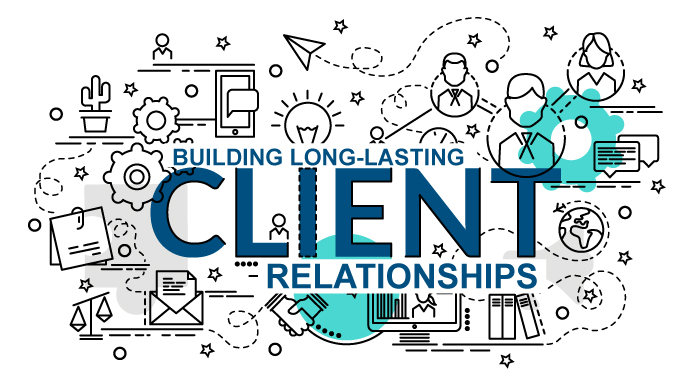 BUILDING LONG-LASTING
CLIENT
RELATIONSHIPS